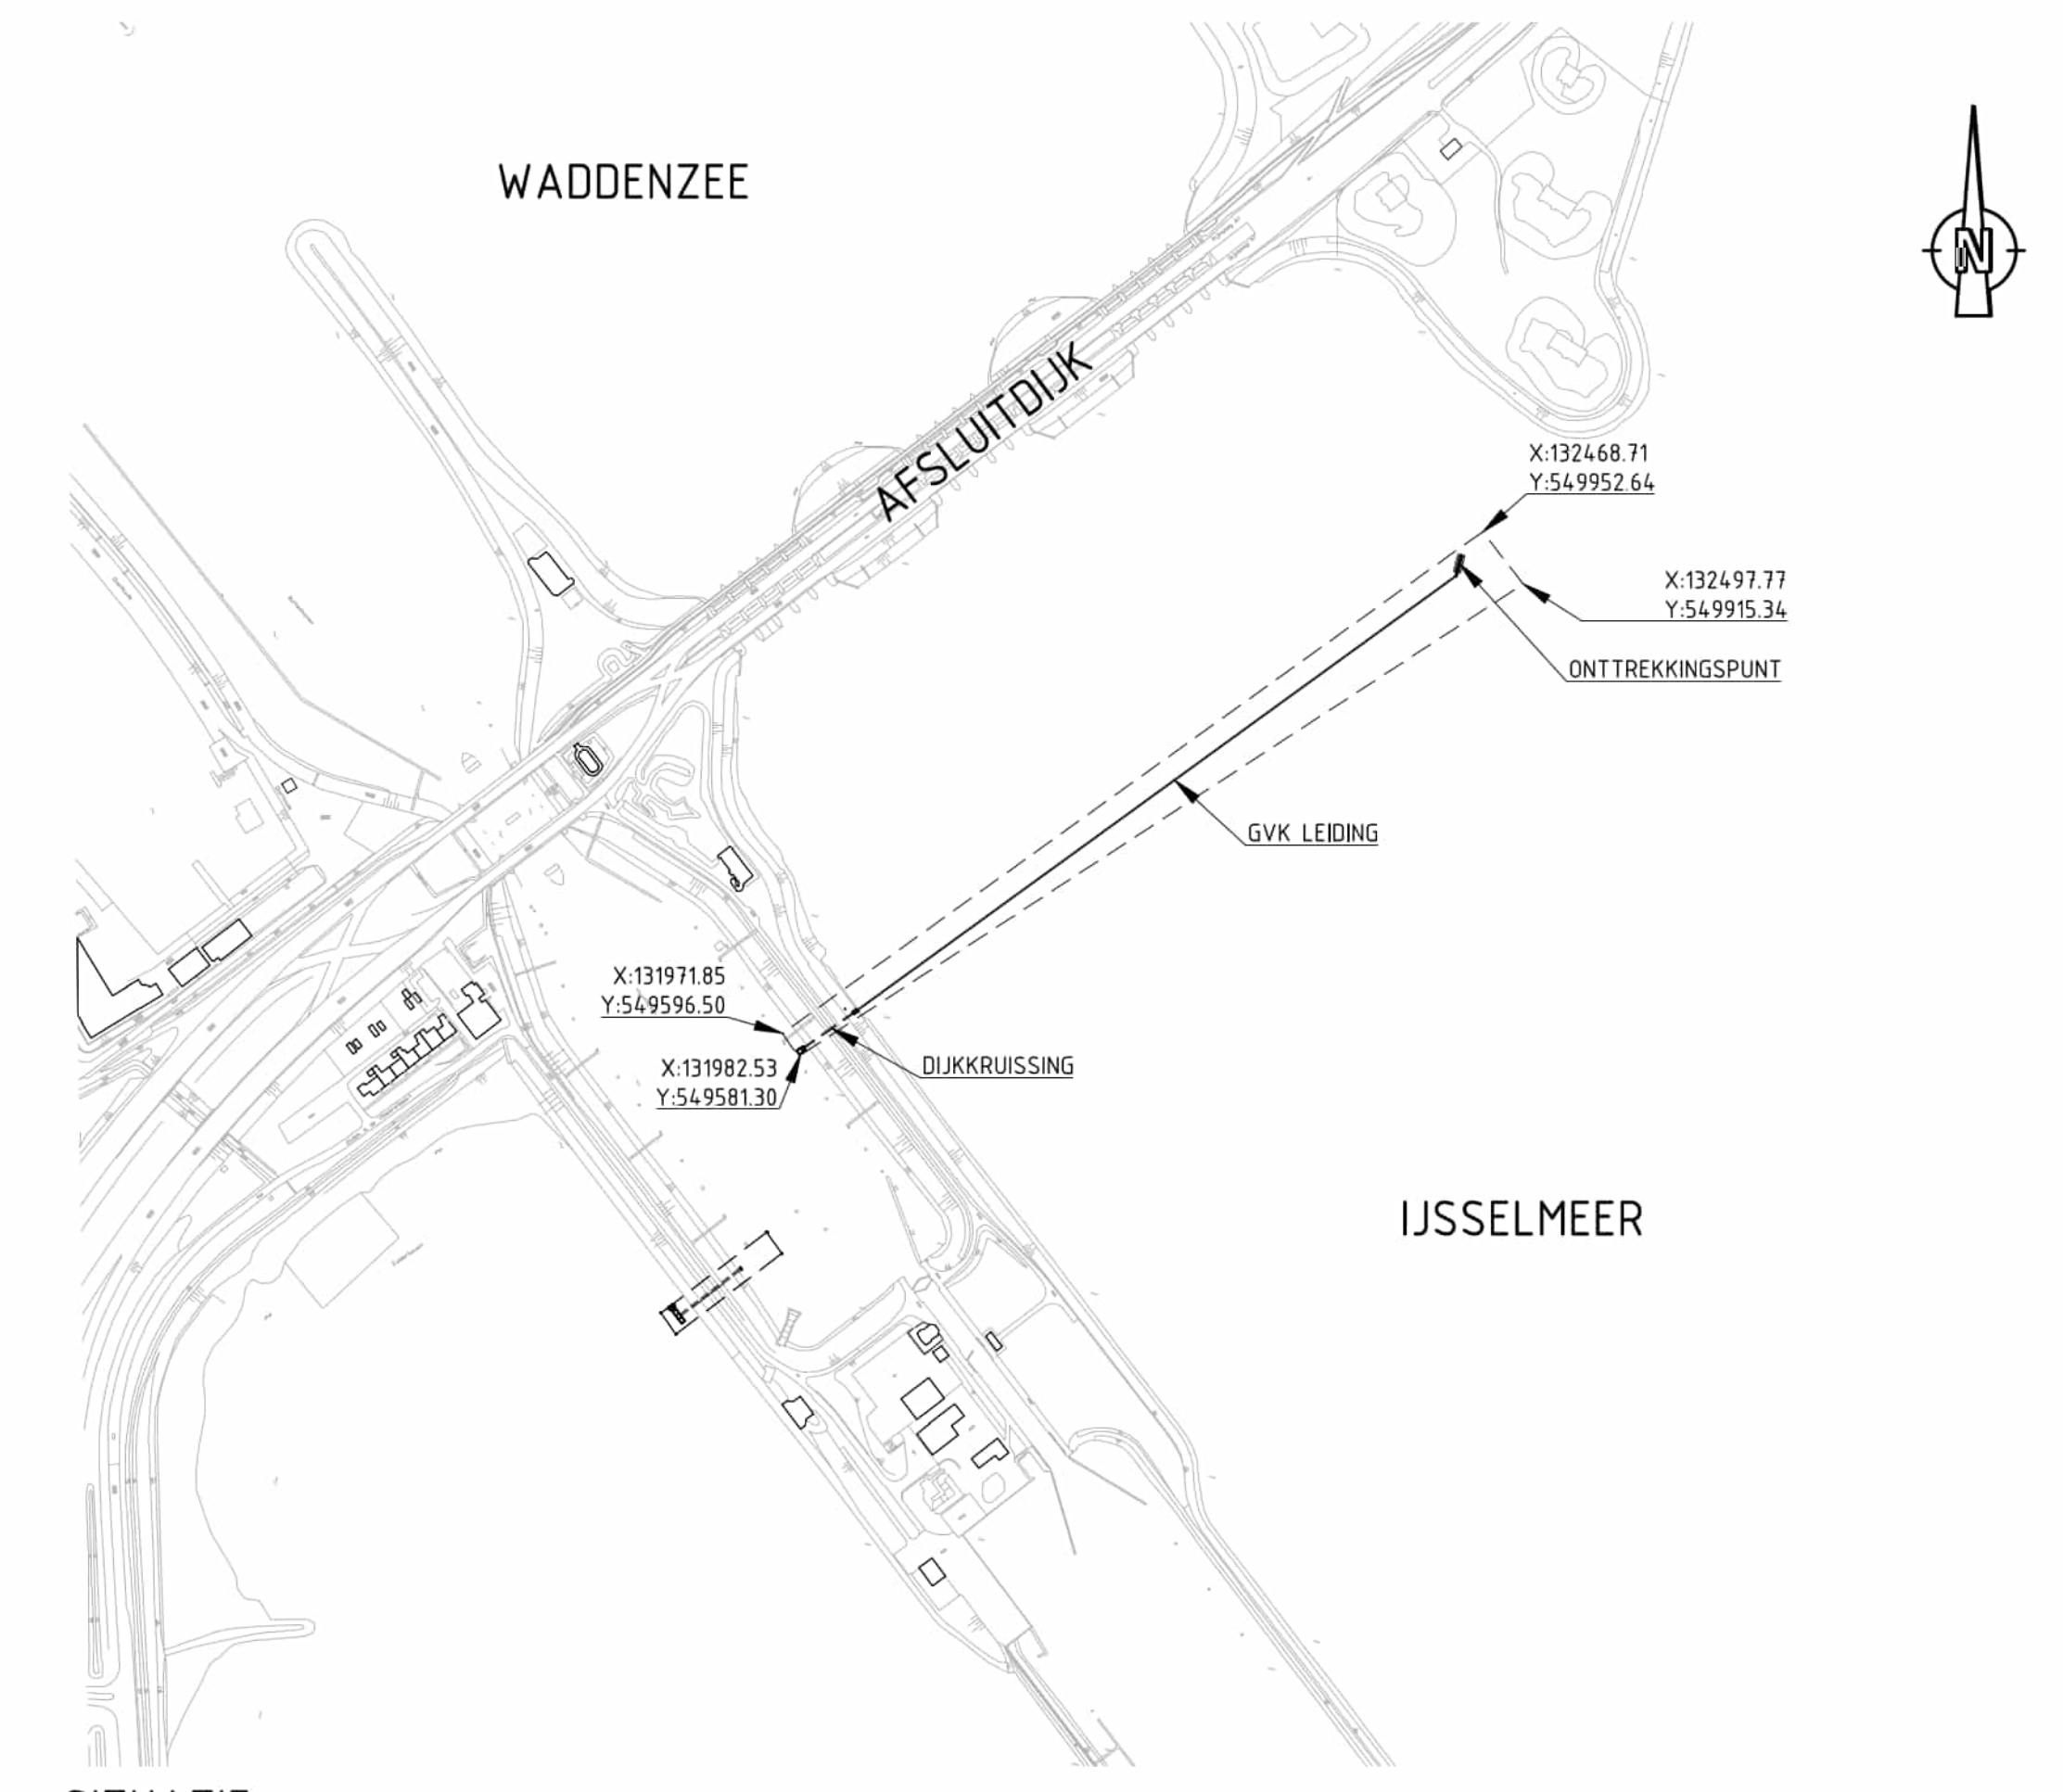 WADDENZEE
N
AFSLUITDIJK
X:132468.71
Y:549952.64
X:132497.77
Y:549915.34
ONTTREKKINGSPUNT
GVK LEIDING
X:131971.85
Y:549596.50
X:131982.53
Y:549581.30
DIJKKRUISSING
IJSSELMEER